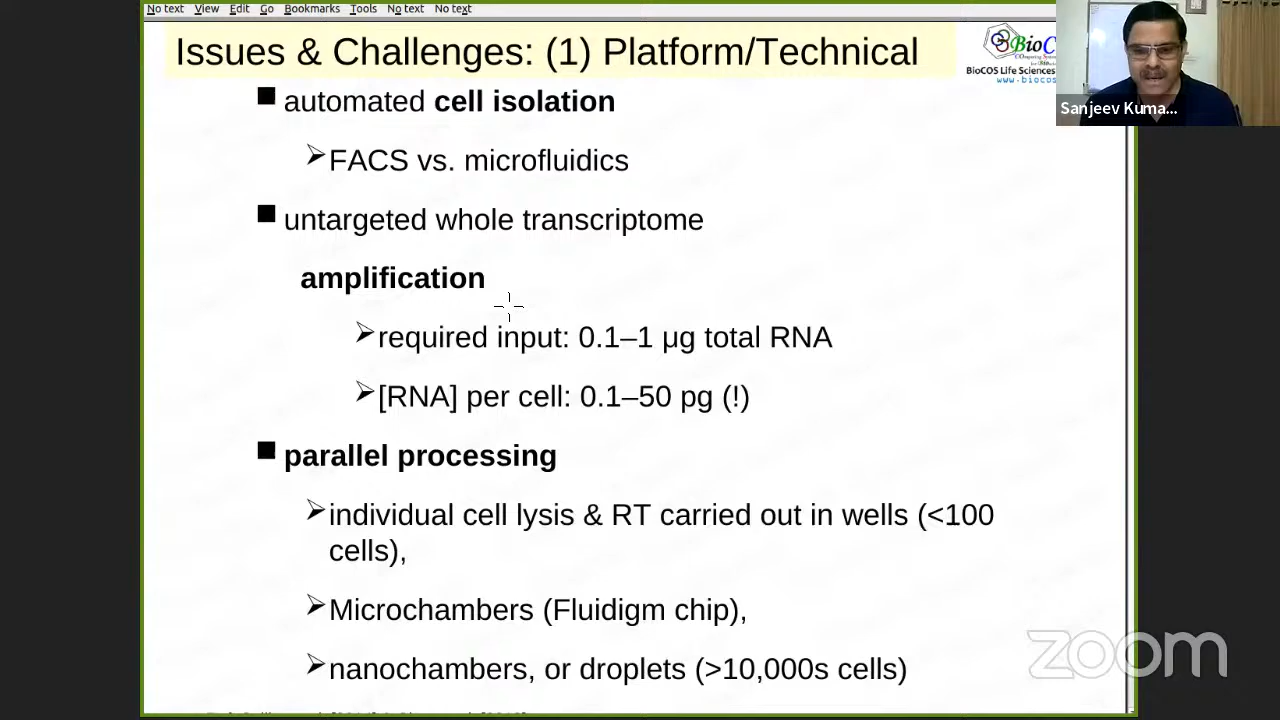 No text View Edit Go Bookmarks Tools No text No text
Issues & Challenges: (1) Platform/Technical
BioC
BioCOS Life Sciences
www.biocos
Sanjeev Kuma...
■ automated cell isolation
➢FACS vs. microfluidics
■ untargeted whole transcriptome
amplification
➢required input: 0.1–1 μg total RNA
➢[RNA] per cell: 0.1–50 pg (!)
■ parallel processing
➢individual cell lysis & RT carried out in wells (<100
cells),
➢Microchambers (Fluidigm chip),
➢nanochambers, or droplets (>10,000s cells)
zoom